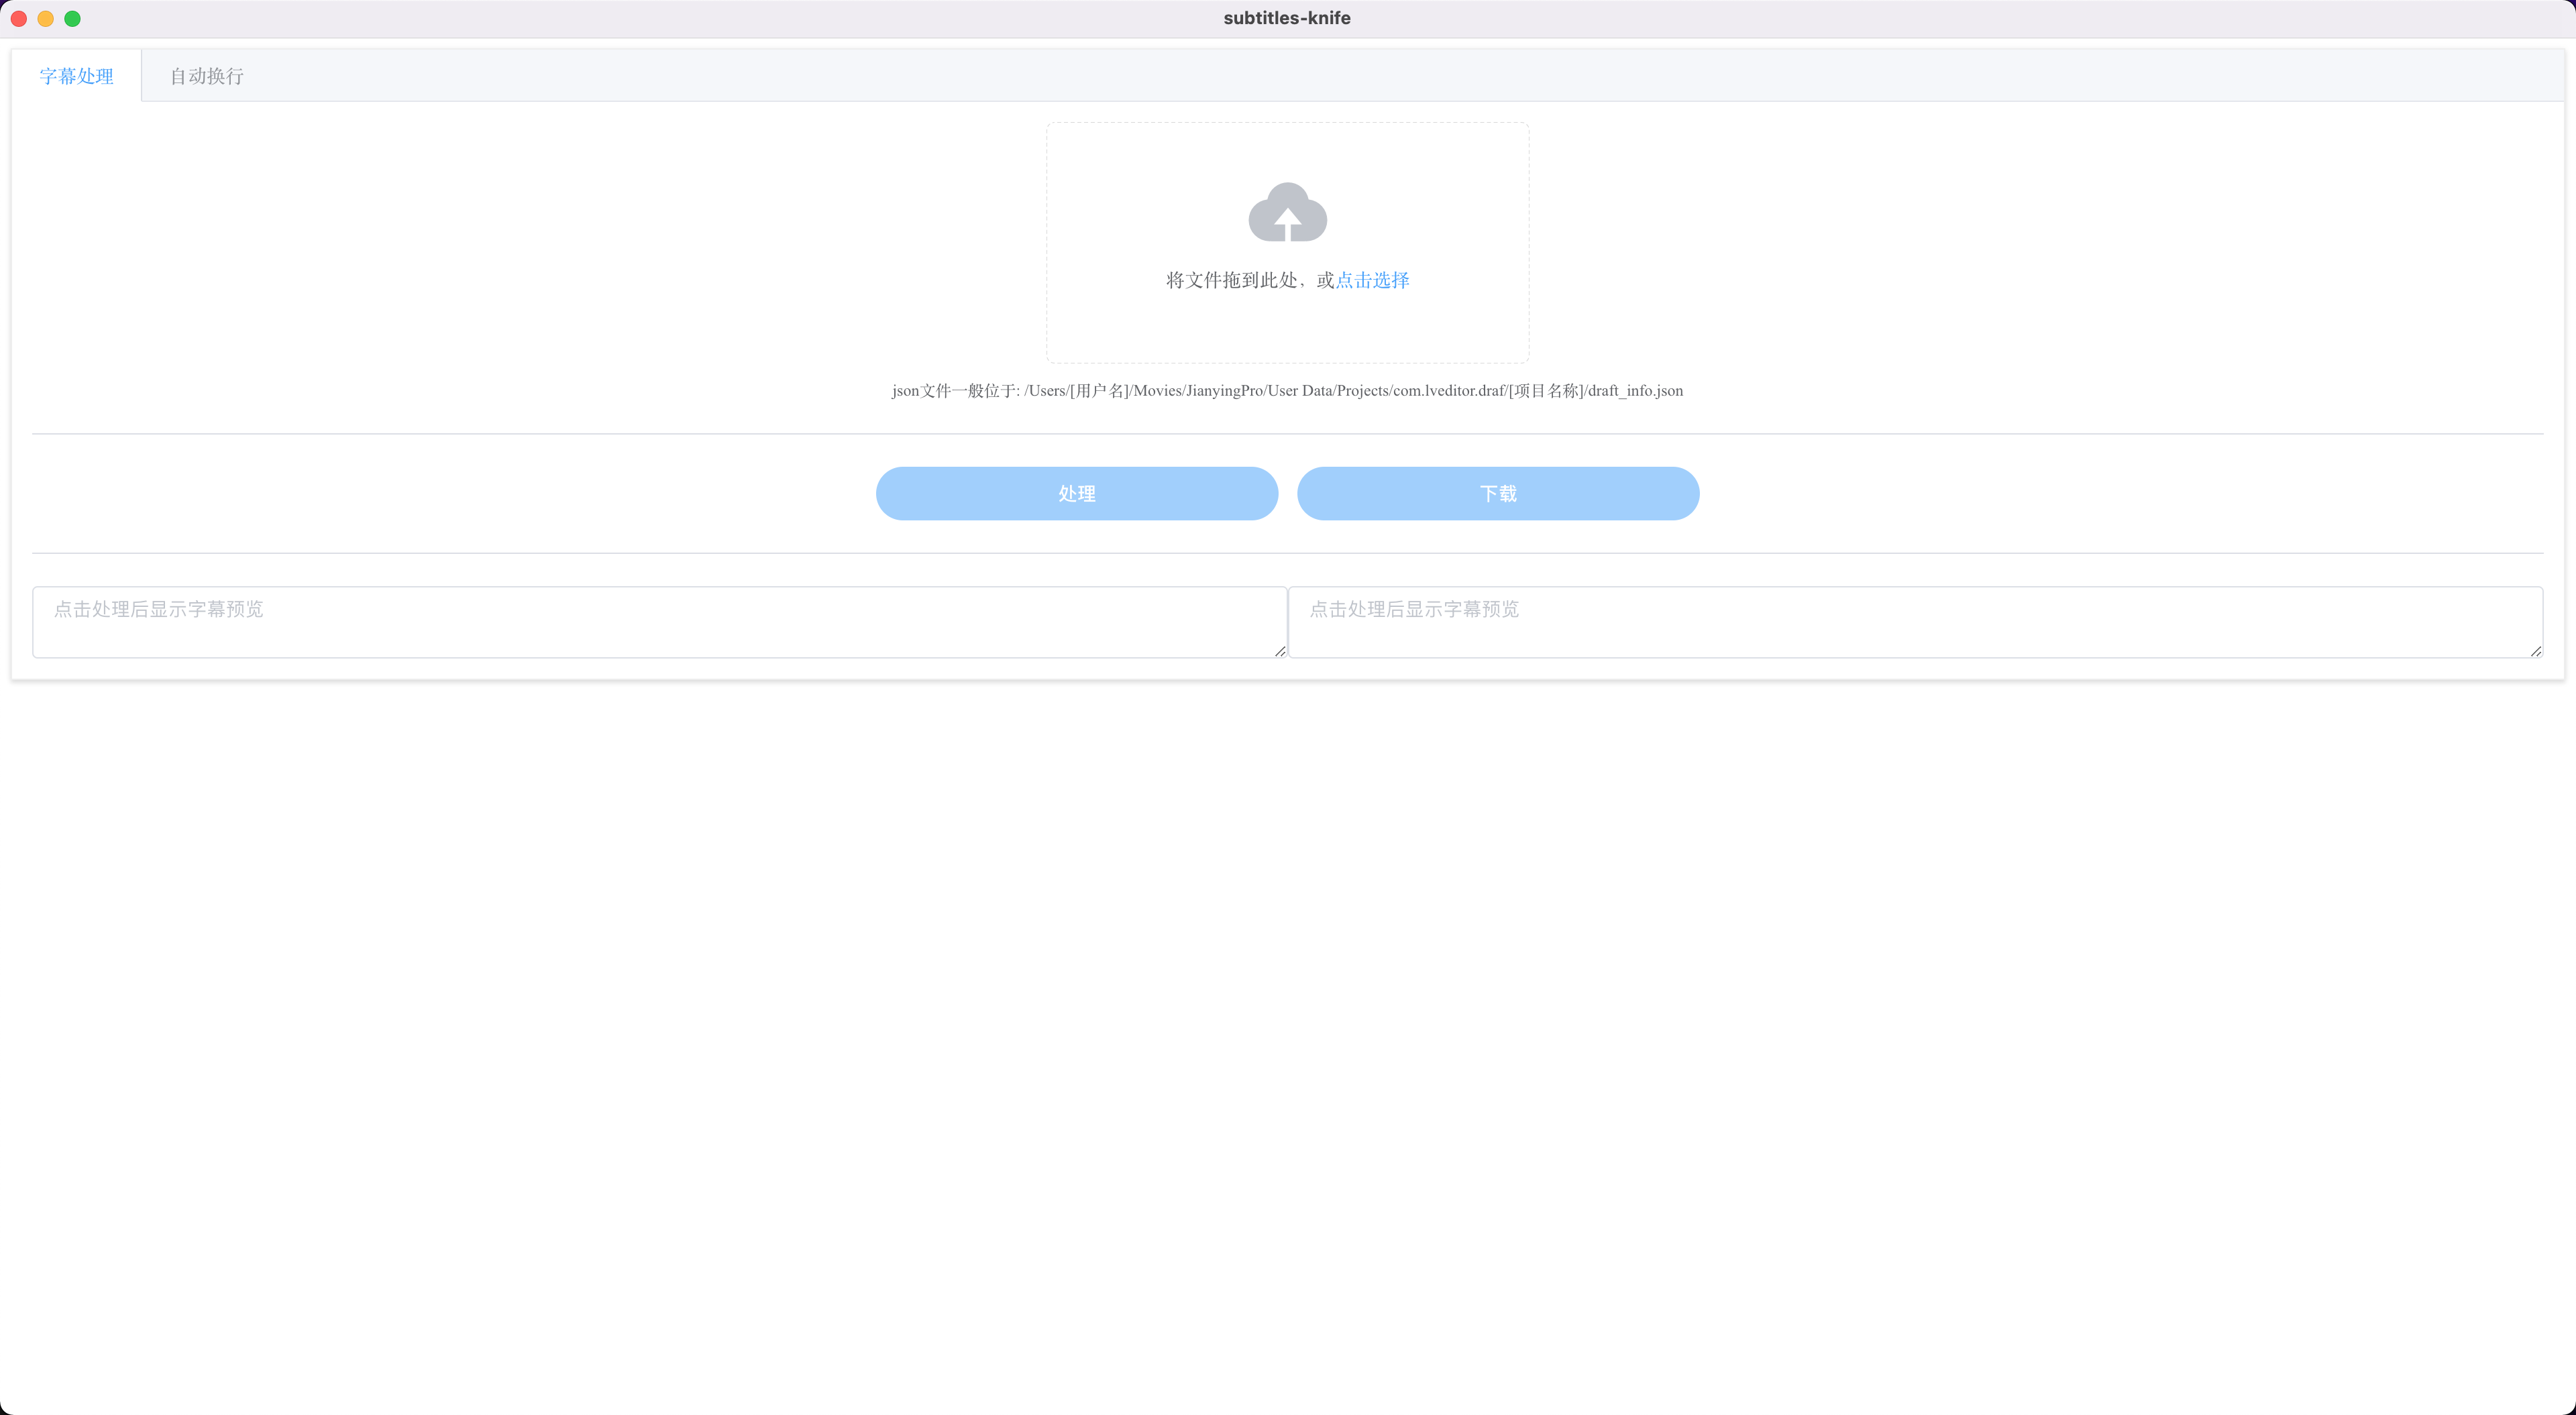 subtitles-knife
字幕处理
自动换行
将文件拖到此处，或点击选择
json文件一般位于: /Users/[用户名]/Movies/JianyingPro/User Data/Projects/com.lveditor.draf/[项目名称]/draft_info.json
处理
下载
点击处理后显示字幕预览
点击处理后显示字幕预览